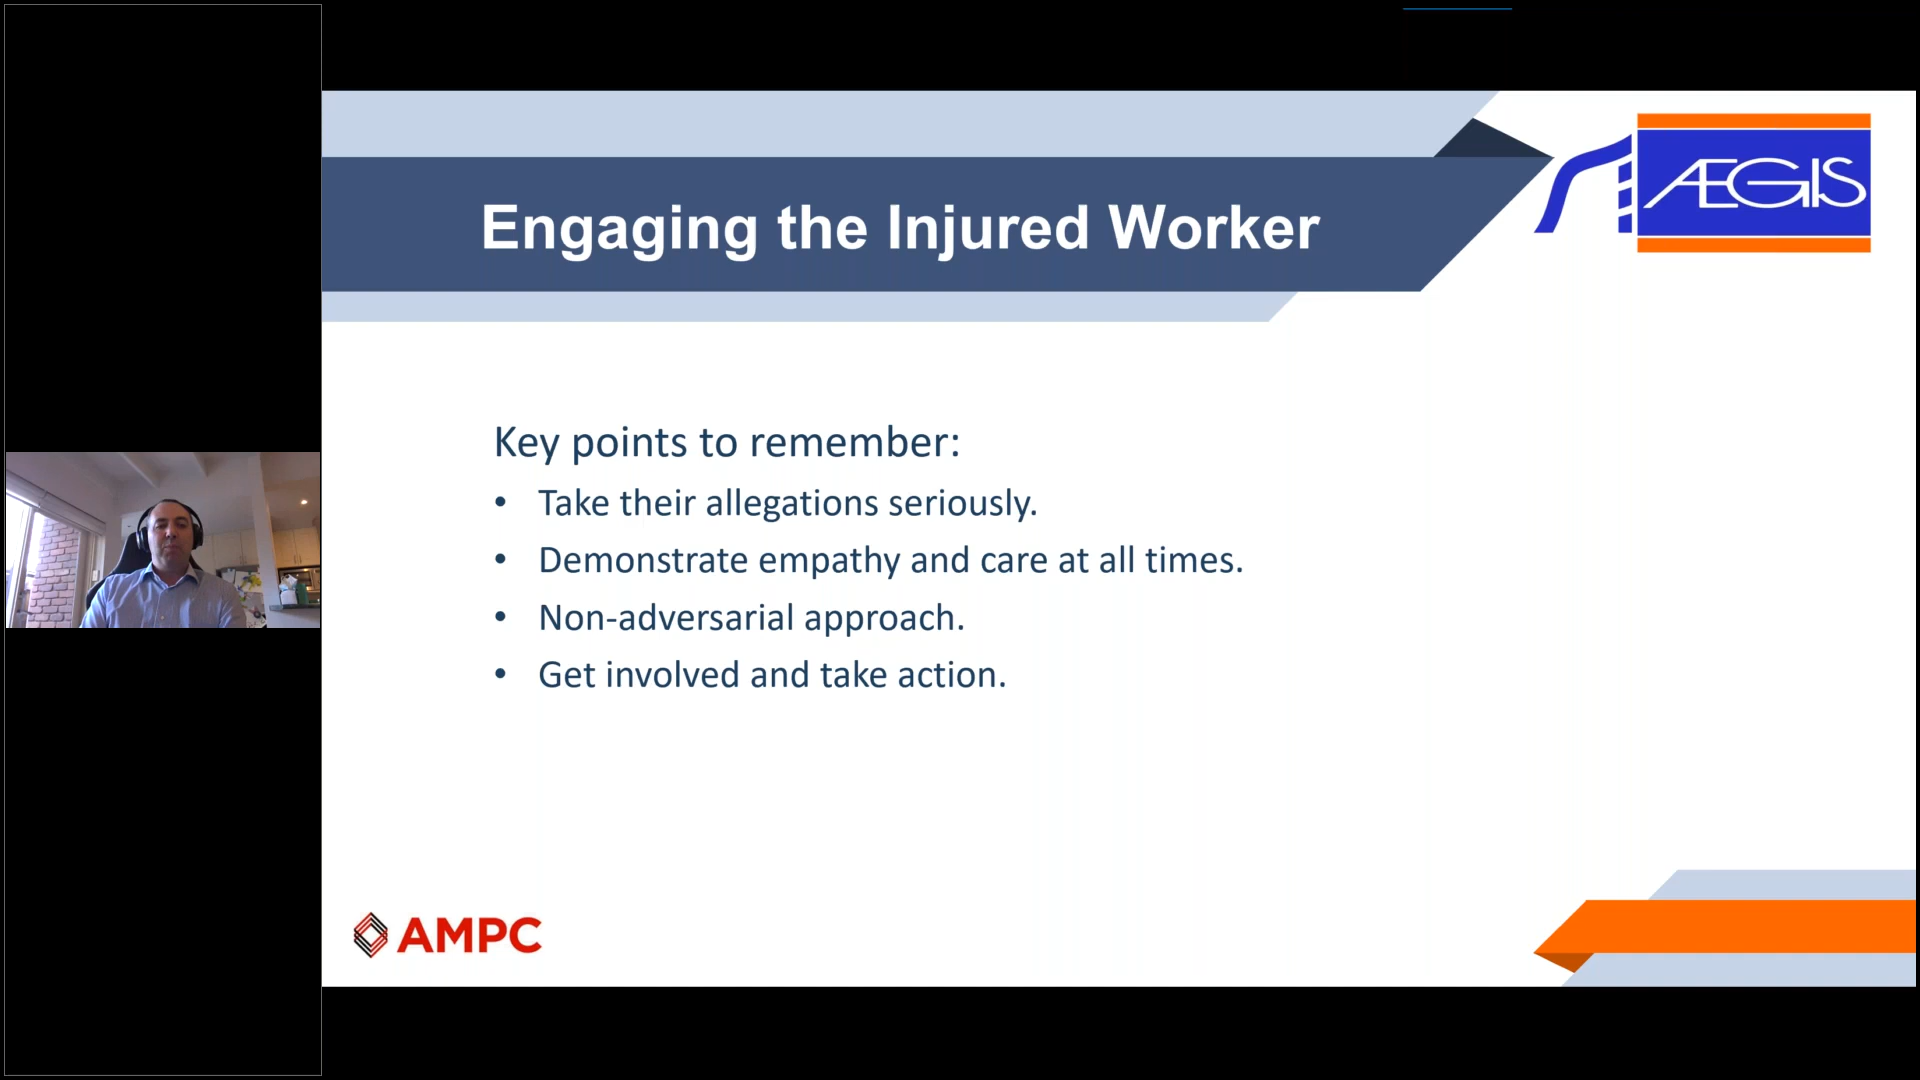 Engaging the Injured Worker
ÆGIS
Key points to remember:
• Take their allegations seriously.
• Demonstrate empathy and care at all times.
• Non-adversarial approach.
• Get involved and take action.
AMPC